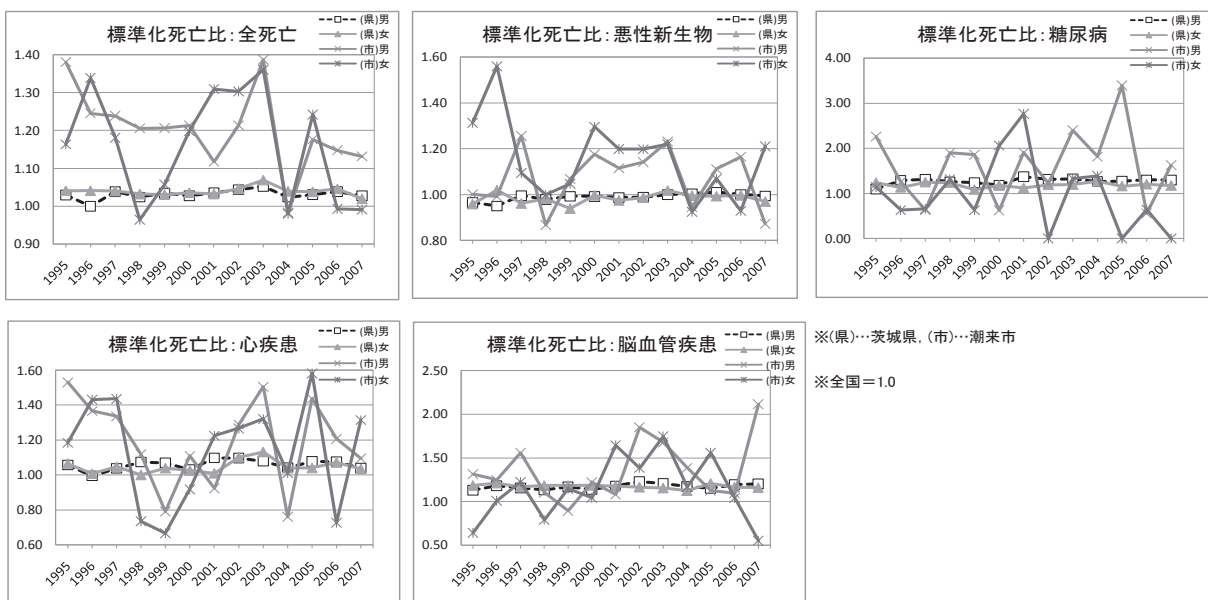 標準化死亡比：全死亡
(県)男
(県)女
(市)男
(市)女
1.40
1.30
1.20
1.10
1.00
0.90
1995 1996 1997 1998 1999 2000 2001 2002 2003 2004 2005 2006 2007
標準化死亡比：悪性新生物
(県)男
(県)女
(市)男
(市)女
1.60
1.40
1.20
1.00
0.80
1995 1996 1997 1998 1999 2000 2001 2002 2003 2004 2005 2006 2007
標準化死亡比：糖尿病
(県)男
(県)女
(市)男
(市)女
4.00
3.00
2.00
1.00
0.00
1995 1996 1997 1998 1999 2000 2001 2002 2003 2004 2005 2006 2007
標準化死亡比：心疾患
(県)男
(県)女
(市)男
(市)女
1.60
1.40
1.20
1.00
0.80
0.60
1995 1996 1997 1998 1999 2000 2001 2002 2003 2004 2005 2006 2007
標準化死亡比：脳血管疾患
(県)男
(県)女
(市)男
(市)女
2.50
2.00
1.50
1.00
0.50
1995 1996 1997 1998 1999 2000 2001 2002 2003 2004 2005 2006 2007
※(県)…茨城県，(市)…潮来市
※全国＝1.0